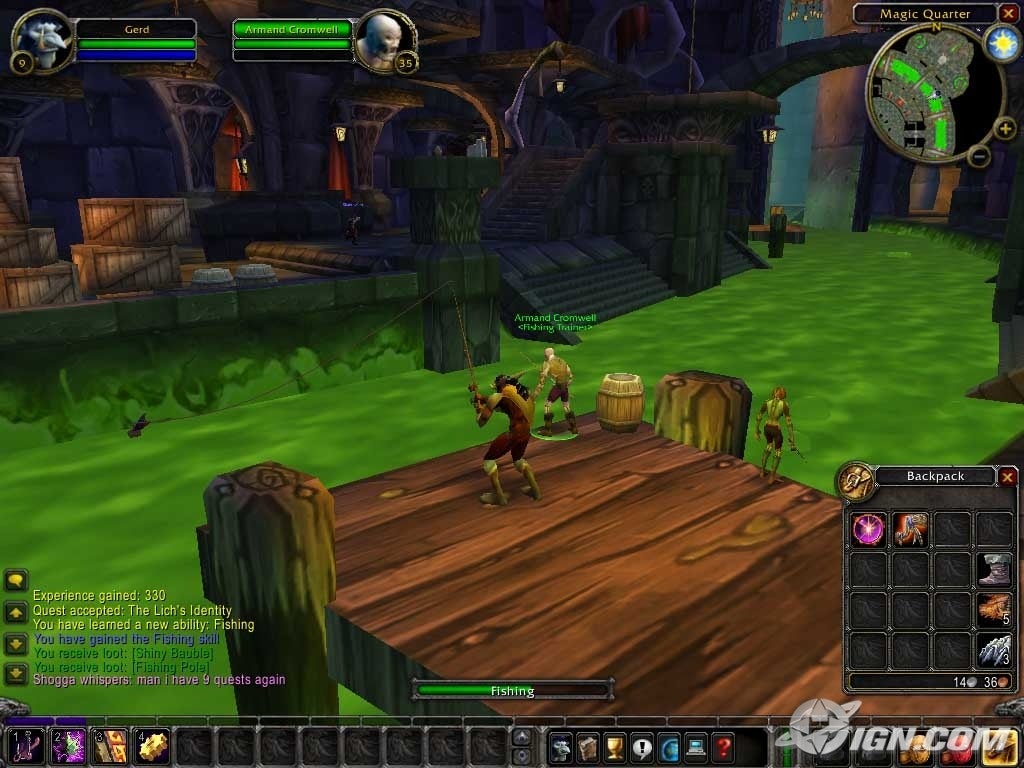 Gerd
9
Armand Cromwell
35
Magic Quarter
N
Armand Cromwell
<Fishing Trainer>
Backpack
5
3
14 36
Experience gained: 330
Quest accepted: The Lich's Identity
You have learned a new ability: Fishing
You have gained the Fishing skill
You receive loot: [Shiny Bauble]
You receive loot: [Fishing Pole]
Shogga whispers: man i have 9 quests again
Fishing
1 2 3 4
IGN.COM